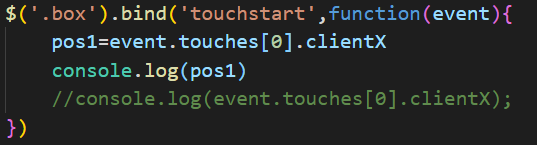 $('.box').bind('touchstart',function(event){
    pos1=event.touches[0].clientX
    console.log(pos1)
    //console.log(event.touches[0].clientX);
})